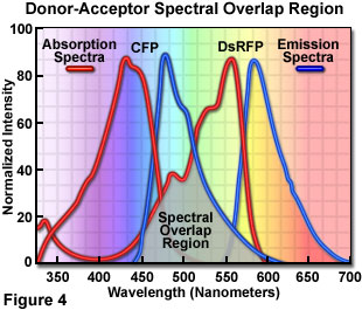 Donor-Acceptor Spectral Overlap Region
100
80
60
40
20
0
Normalized Intensity
Absorption
Spectra
CFP
DsRFP
Emission
Spectra
Spectral
Overlap
Region
350 400 450 500 550 600 650 700
Wavelength (Nanometers)
Figure 4